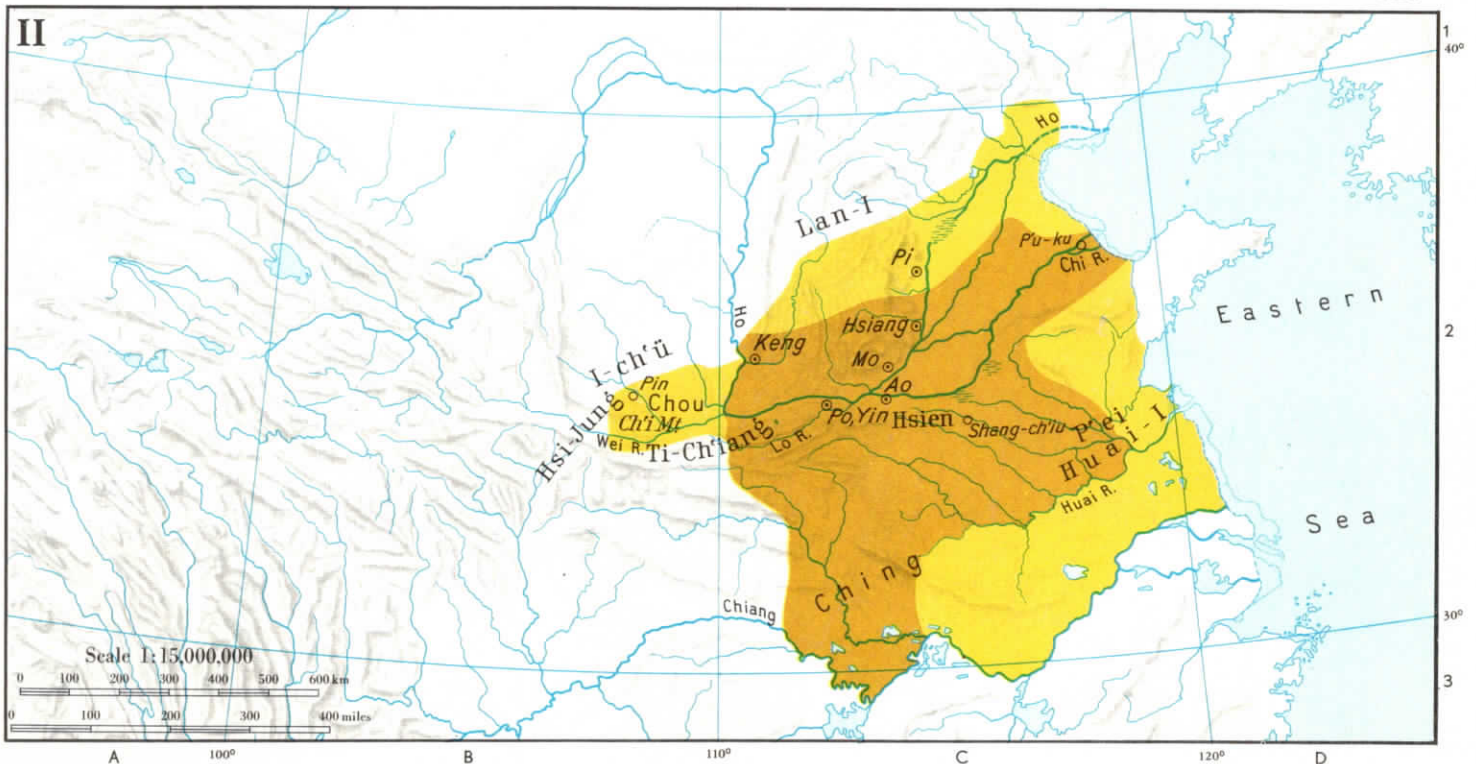 II
1
40°
Ho
Lan-I
P'u-ku
Chi R.
Pi
Eastern
Ho
Hsiang
2
Keng
Mo
I-ch'ü
Pin
Ao
Chou
Po, Yin
Hsien
Shang-ch'iu
P'ei
Ch'i Mt
Hsi-Jung
Wei R.
Ti-Ch'iang
Lo R.
Huai-I
Huai R.
Sea
Ching
Chiang
30°
Scale 1:15,000,000
0 100 200 300 400 500 600 km
3
0 100 200 300 400 miles
A 100° B 110° C 120° D